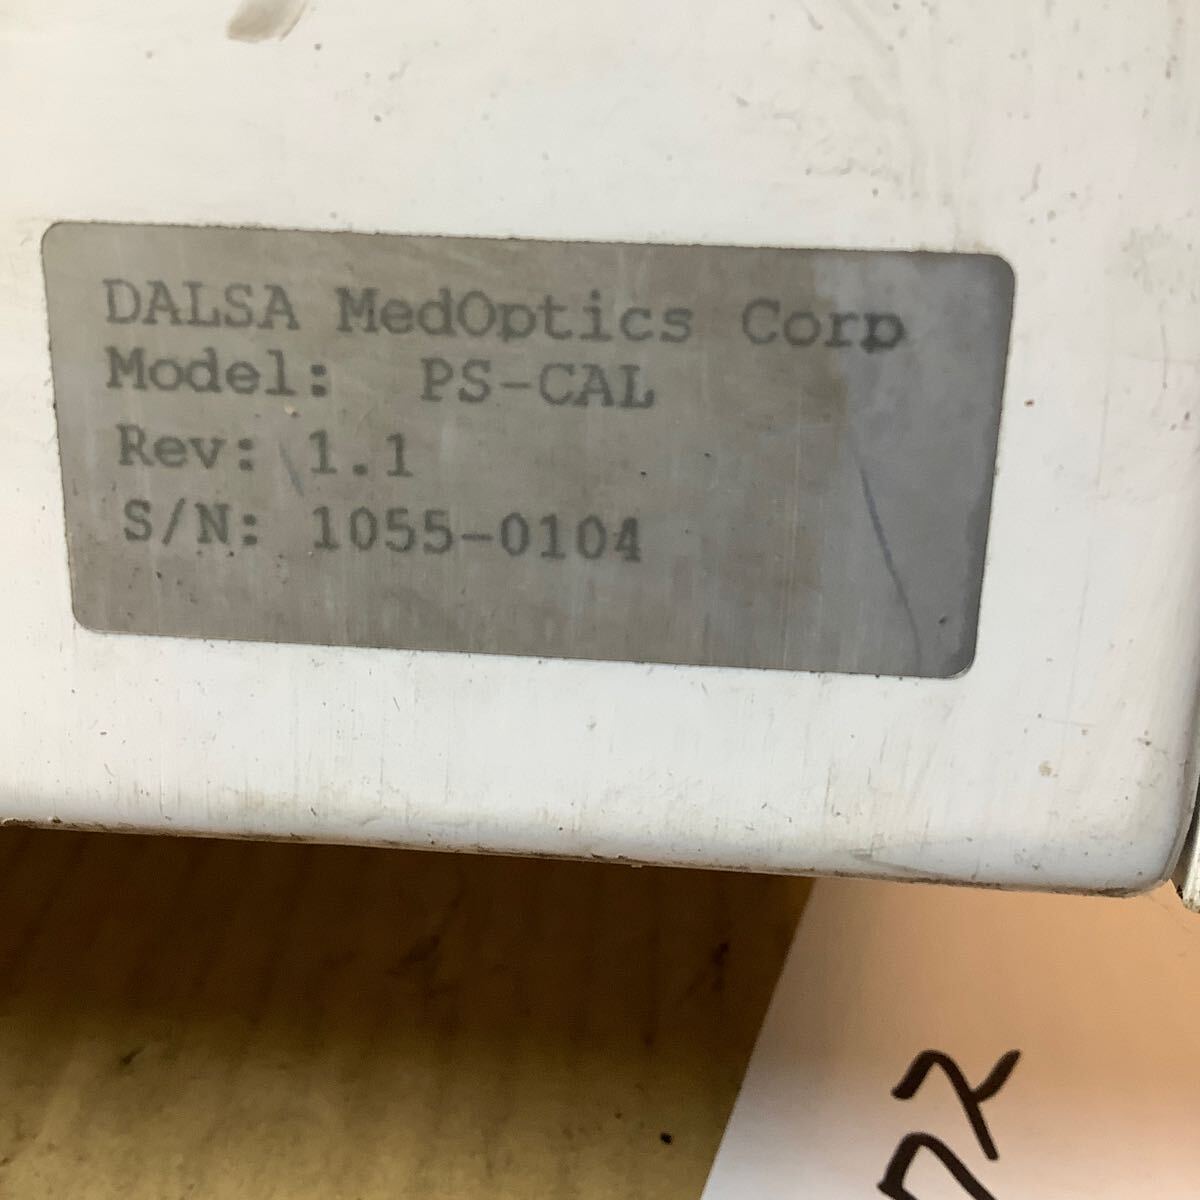 DALSA MedOptics Corp
Model: PS-CAL
Rev: 1.1
S/N: 1055-0104